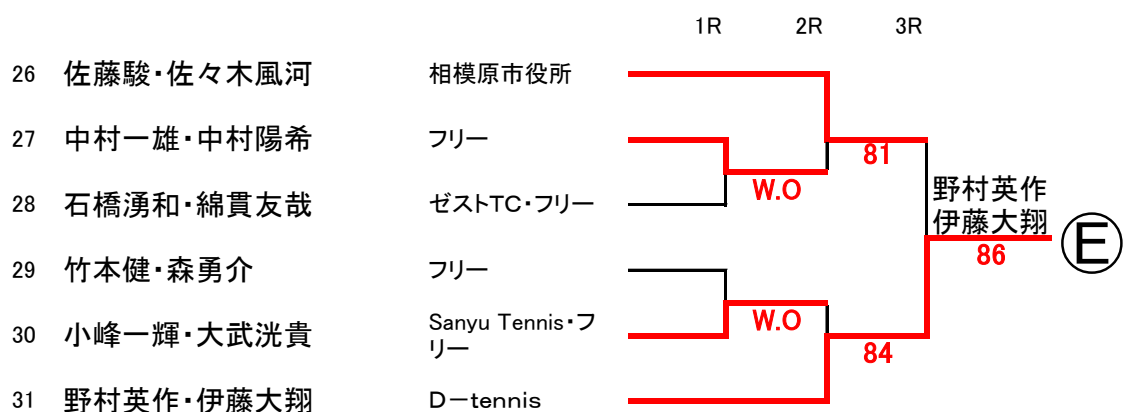 1R 2R 3R
26 佐藤駿・佐々木風河 相模原市役所
27 中村一雄・中村陽希 フリー
81
W.O
28 石橋湧和・綿貫友哉 ゼストTC・フリー
野村英作
伊藤大翔
E
86
29 竹本健・森勇介 フリー
W.O
30 小峰一輝・大武洸貴 Sanyu Tennis・フ
リー
84
31 野村英作・伊藤大翔 D－tennis